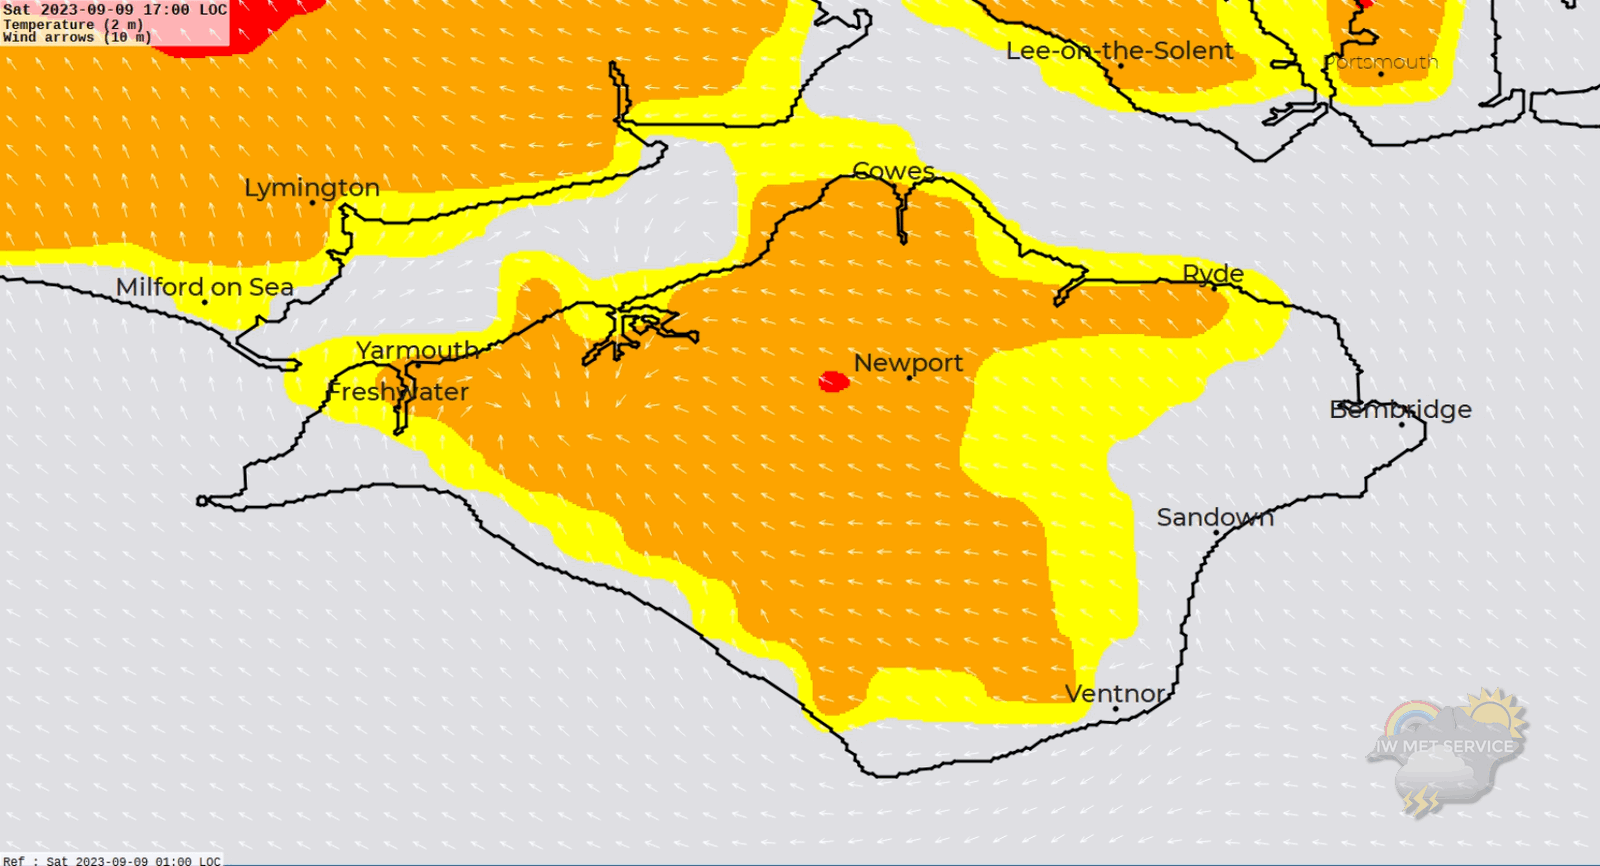 Sat 2023-09-09 17:00 LOC
Temperature (2 m)
Wind arrows (10 m)
Lee-on-the-Solent
Portsmouth
Cowes
Lymington
Ryde
Milford on Sea
Yarmouth
Newport
Freshwater
Bembridge
Sandown
Ventnor
IW MET SERVICE
Ref : Sat 2023-09-09 01:00 LOC